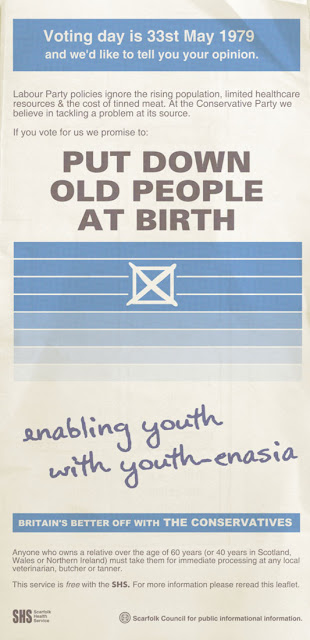 Voting day is 33st May 1979
and we'd like to tell you your opinion.
Labour Party policies ignore the rising population, limited healthcare
resources & the cost of tinned meat. At the Conservative Party we
believe in tackling a problem at its source.
If you vote for us we promise to:
PUT DOWN
OLD PEOPLE
AT BIRTH
enabling youth
with youth-enasia
BRITAIN'S BETTER OFF WITH THE CONSERVATIVES
Anyone who owns a relative over the age of 60 years (or 40 years in Scotland,
Wales or Northern Ireland) must take them for immediate processing at any local
veterinarian, butcher or tanner.
This service is free with the SHS. For more information please reread this leaflet.
SHS Scarfolk
Health
Service
Scarfolk Council for public informational information.